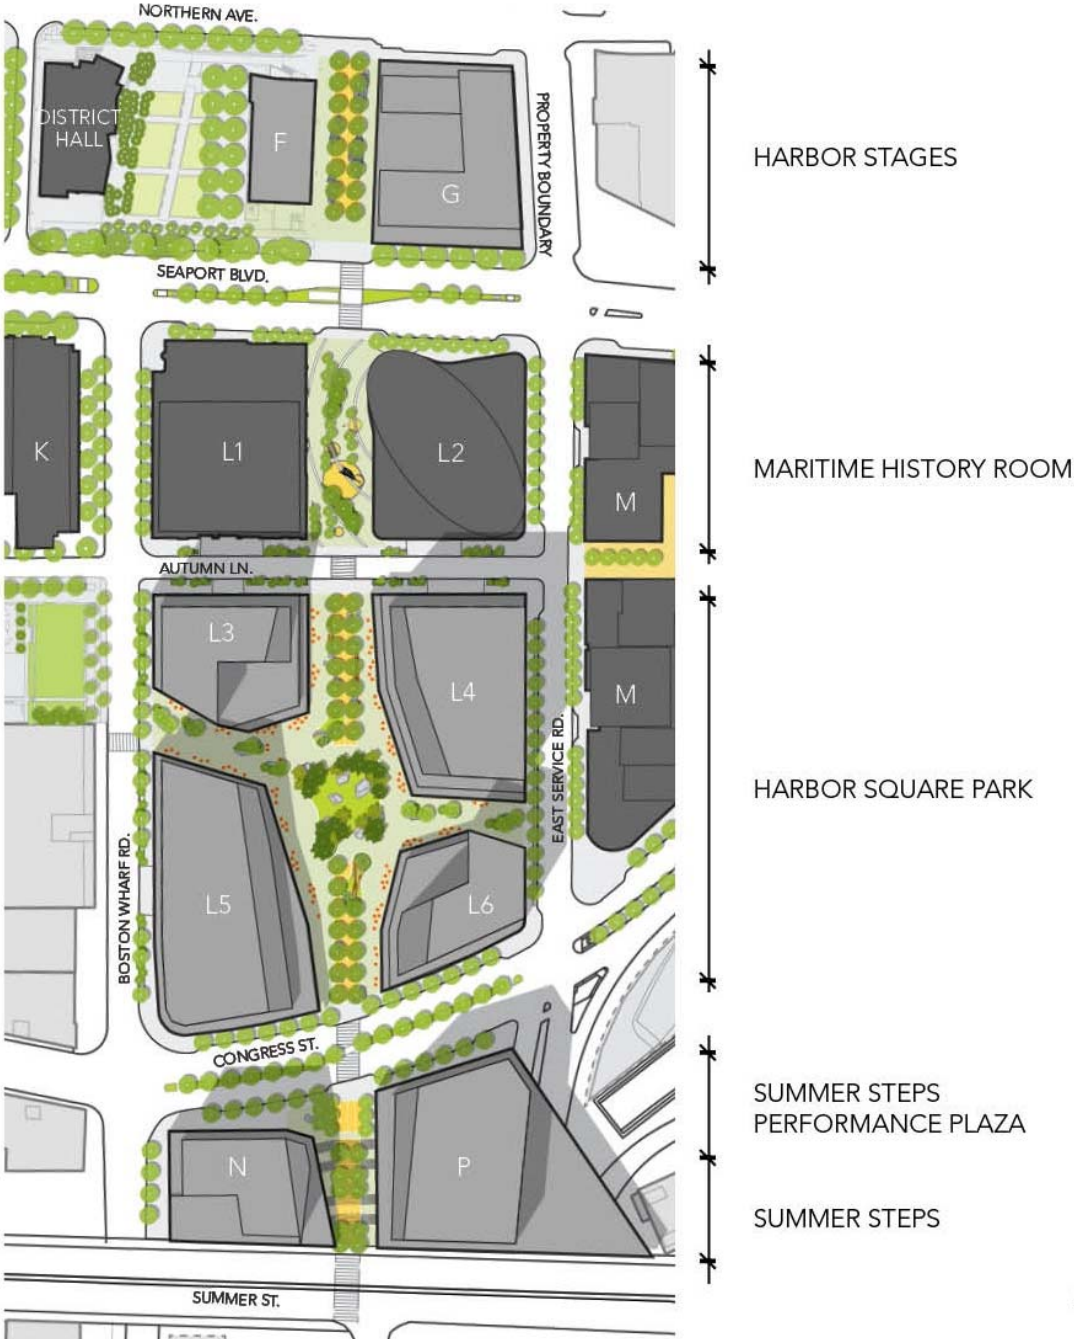 NORTHERN AVE.
DISTRICT
HALL
F
G
PROPERTY BOUNDARY
HARBOR STAGES
SEAPORT BLVD.
K
L1
L2
M
MARITIME HISTORY ROOM
AUTUMN LN.
L3
L4
M
EAST SERVICE RD.
HARBOR SQUARE PARK
BOSTON WHARF RD.
L5
L6
CONGRESS ST.
SUMMER STEPS
PERFORMANCE PLAZA
N
P
SUMMER STEPS
SUMMER ST.